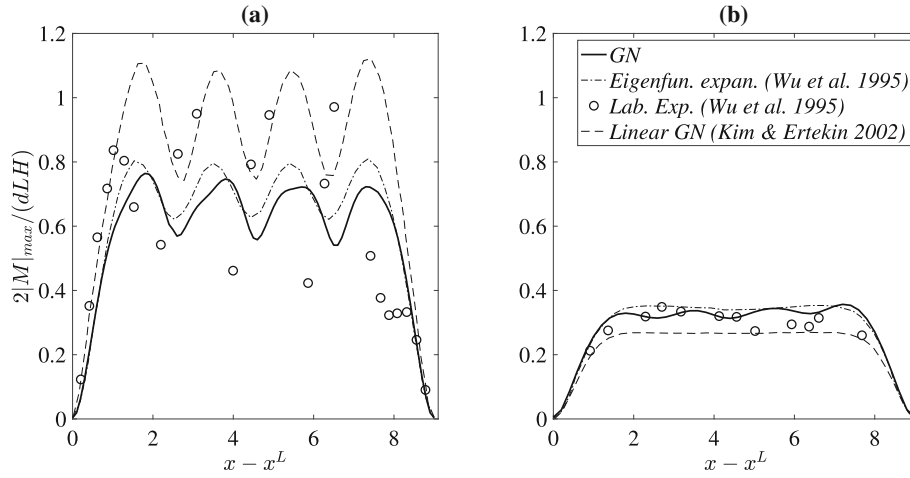 (a)
1.2
1
0.8
0.6
0.4
0.2
0
0 2 4 6 8
2|M|max/(dLH)
x − x^L
(b)
GN
Eigenfun. expan. (Wu et al. 1995)
Lab. Exp. (Wu et al. 1995)
Linear GN (Kim & Ertekin 2002)
1.2
1
0.8
0.6
0.4
0.2
0
0 2 4 6 8
x − x^L